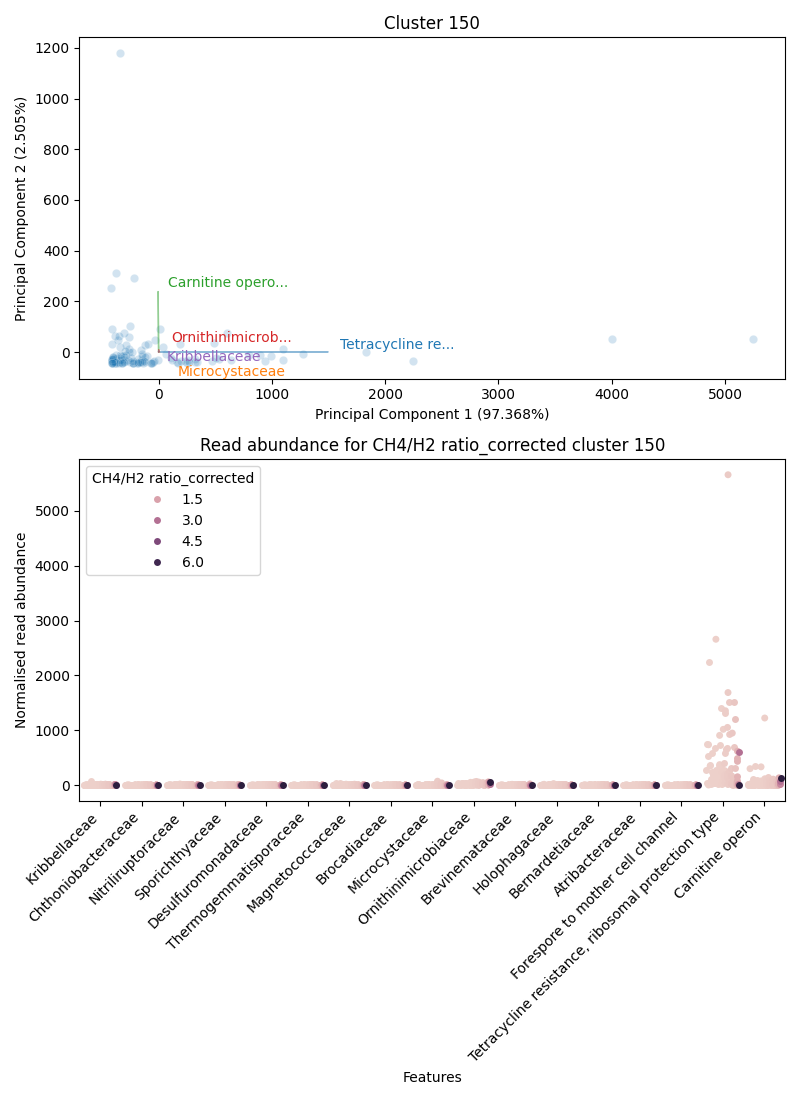 Cluster 150
Principal Component 2 (2.505%)
1200
1000
800
600
400
200
0
Carnitine opero...
Ornithinimicrob...
Tetracycline re...
Kribbellaceae
Microcystaceae
0
1000
2000
3000
4000
5000
Principal Component 1 (97.368%)
Read abundance for CH4/H2 ratio_corrected cluster 150
Normalised read abundance
5000
4000
3000
2000
1000
0
CH4/H2 ratio_corrected
1.5
3.0
4.5
6.0
Kribbellaceae
Chthoniobacteraceae
Nitriliruptoraceae
Sporichthyaceae
Desulfuromonadaceae
Thermogemmatisporaceae
Magnetococcaceae
Brocadiaceae
Microcystaceae
Ornithinimicrobiaceae
Brevinemataceae
Holophagaceae
Bernardetiaceae
Atribacteraceae
Forespore to mother cell channel
Tetracycline resistance, ribosomal protection type
Carnitine operon
Features